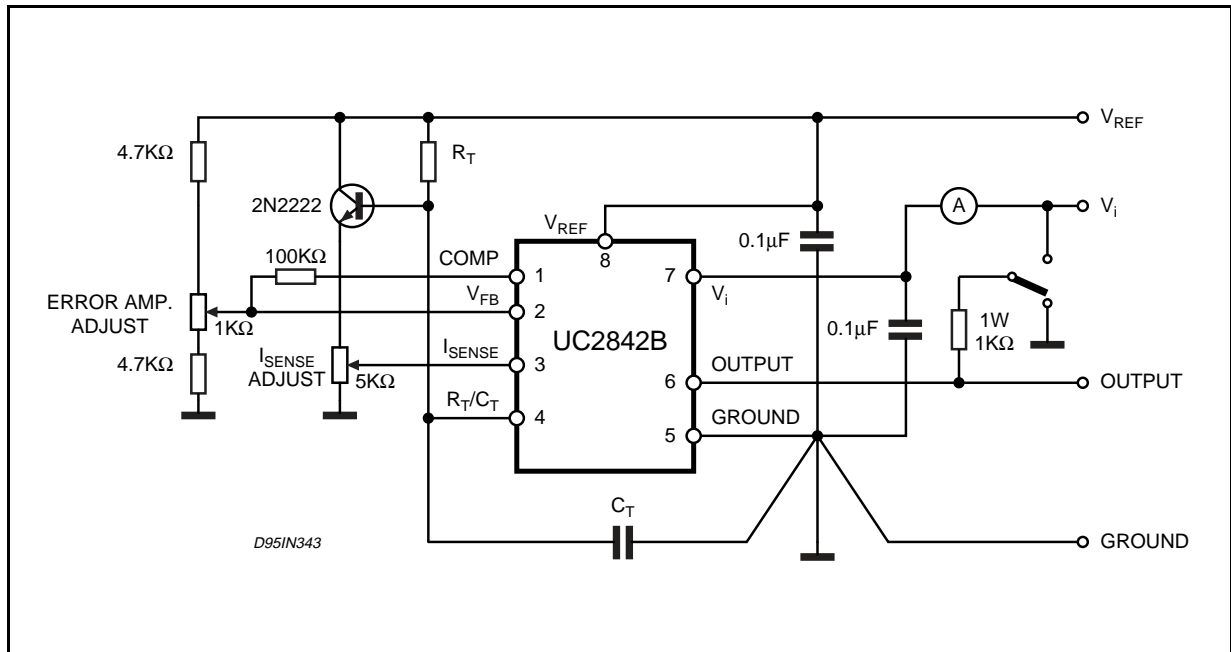 V_REF
4.7KΩ
R_T
2N2222
A
V_i
V_REF
8
0.1µF
100KΩ
COMP
1
7
V_i
V_FB
2
ERROR AMP.
ADJUST
1KΩ
UC2842B
0.1µF
1W
1KΩ
4.7KΩ
I_SENSE
ADJUST
5KΩ
I_SENSE
3
OUTPUT
6
OUTPUT
R_T/C_T
4
GROUND
5
C_T
D95IN343
GROUND